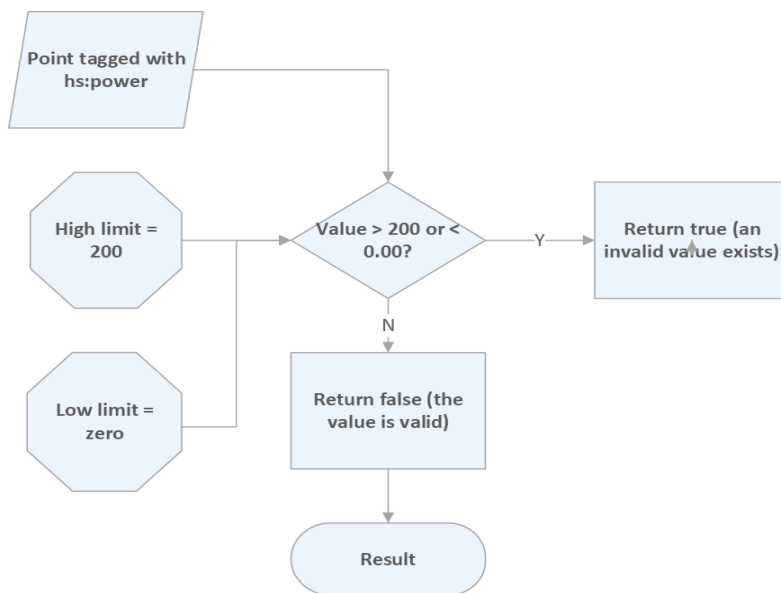 Point tagged with
hs:power
High limit =
200
Value > 200 or <
0.00?
Y
Return true (an
invalid value exists)
N
Low limit =
zero
Return false (the
value is valid)
Result